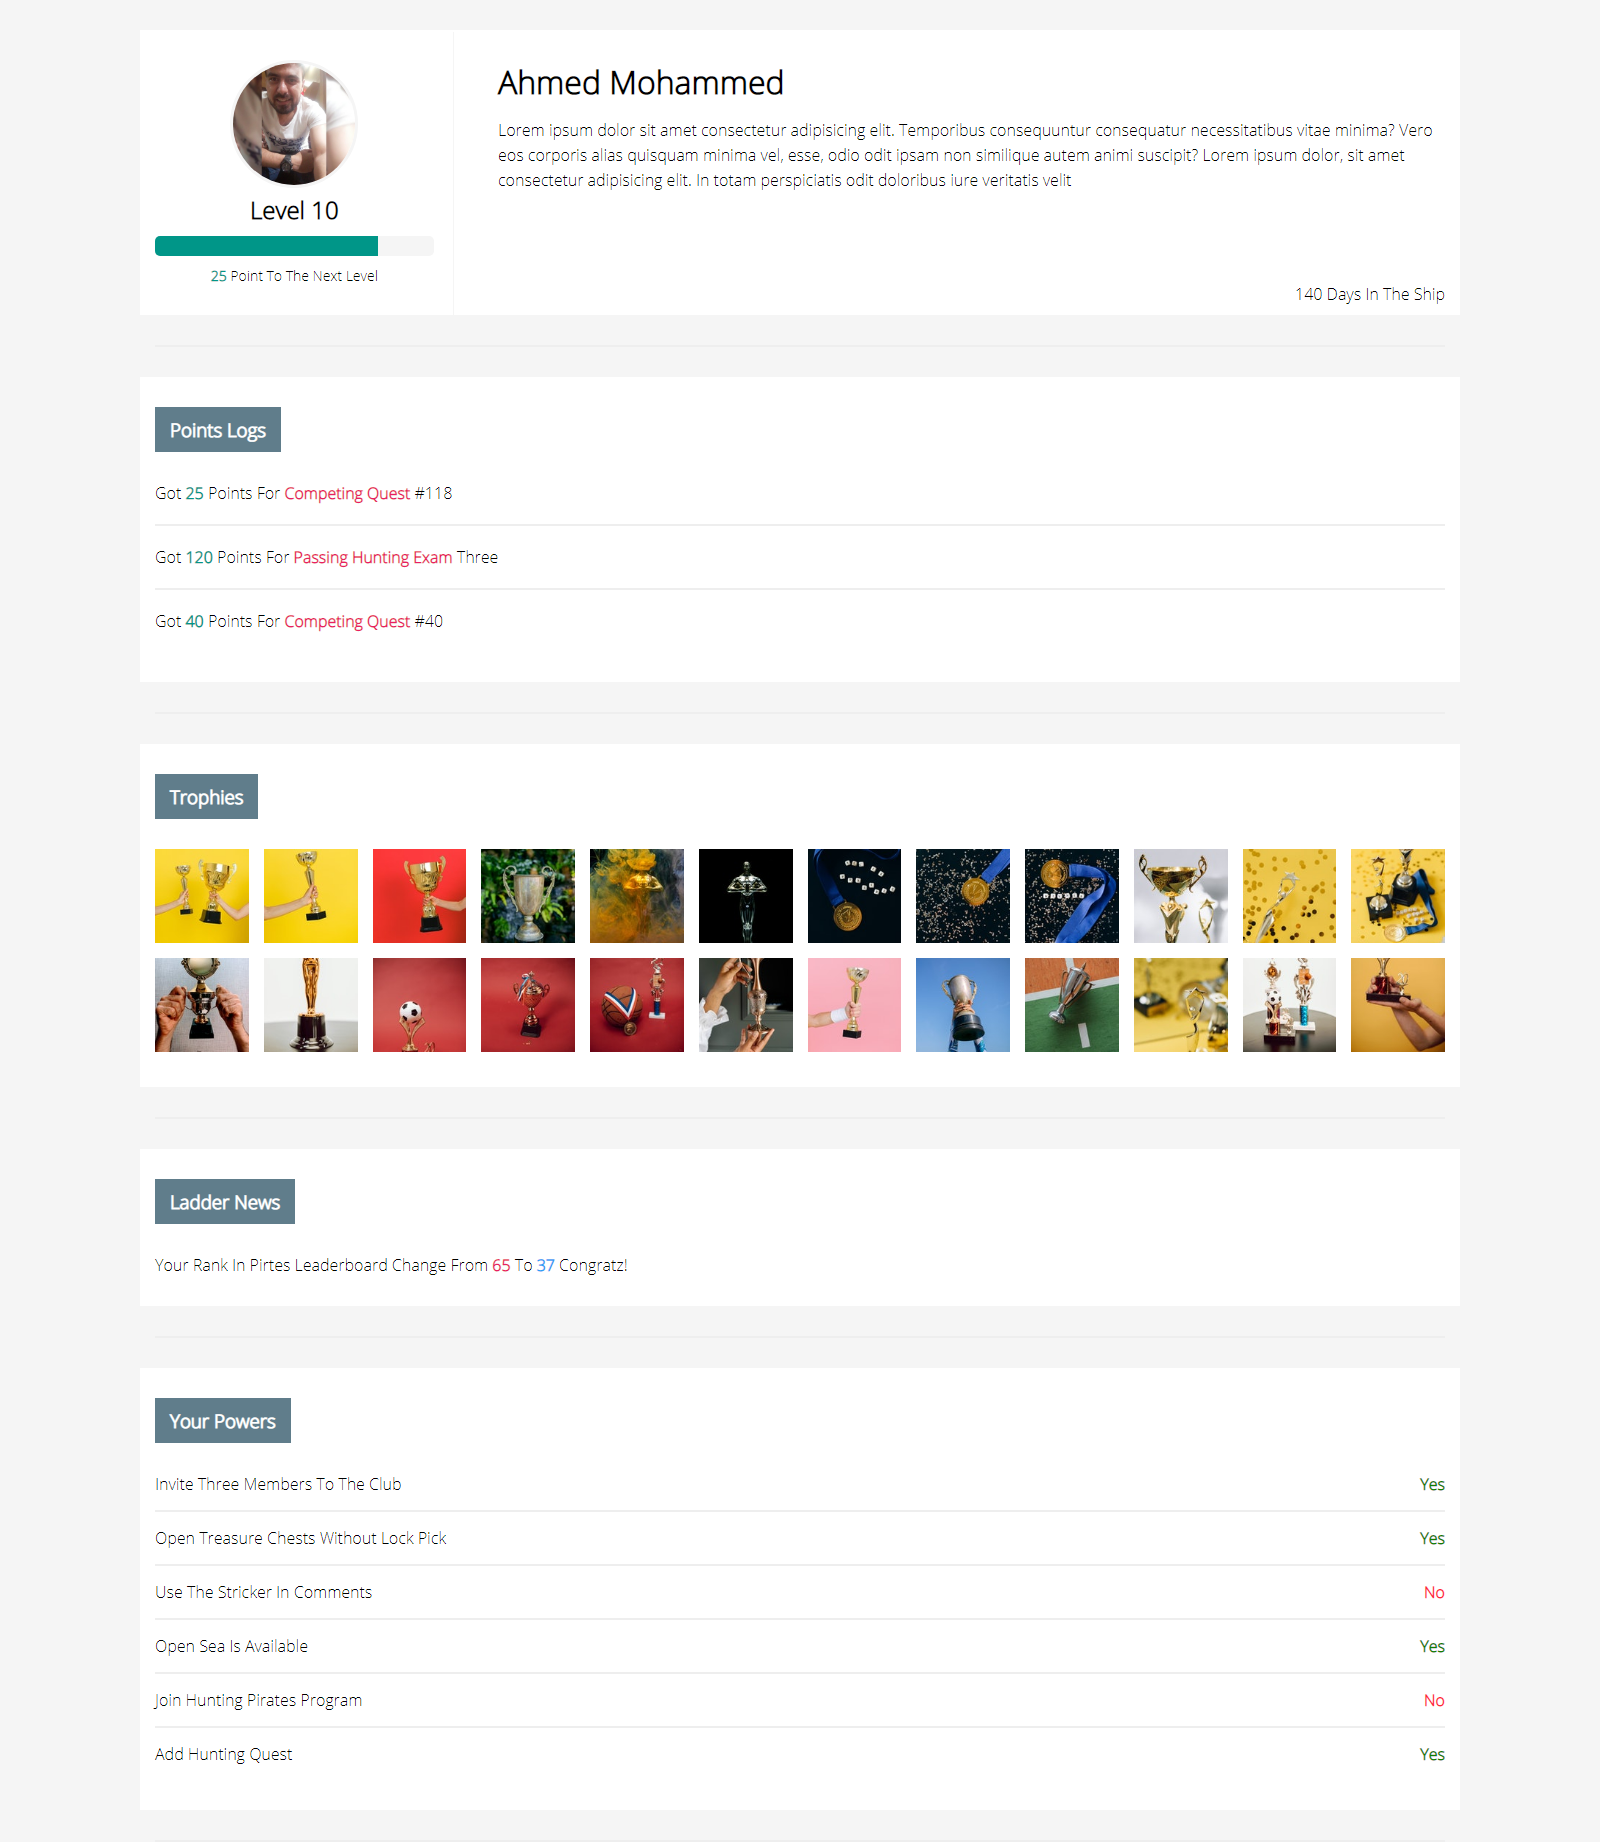 Ahmed Mohammed
Lorem ipsum dolor sit amet consectetur adipisicing elit. Temporibus consequuntur consequatur necessitatibus vitae minima? Vero
eos corporis alias quisquam minima vel, esse, odio odit ipsam non similique autem animi suscipit? Lorem ipsum dolor, sit amet
consectetur adipisicing elit. In totam perspiciatis odit doloribus iure veritatis velit
Level 10
25 Point To The Next Level
140 Days In The Ship
Points Logs
Got 25 Points For Competing Quest #118
Got 120 Points For Passing Hunting Exam Three
Got 40 Points For Competing Quest #40
Trophies
Ladder News
Your Rank In Pirtes Leaderboard Change From 65 To 37 Congratz!
Your Powers
Invite Three Members To The Club Yes
Open Treasure Chests Without Lock Pick Yes
Use The Stricker In Comments No
Open Sea Is Available Yes
Join Hunting Pirates Program No
Add Hunting Quest Yes